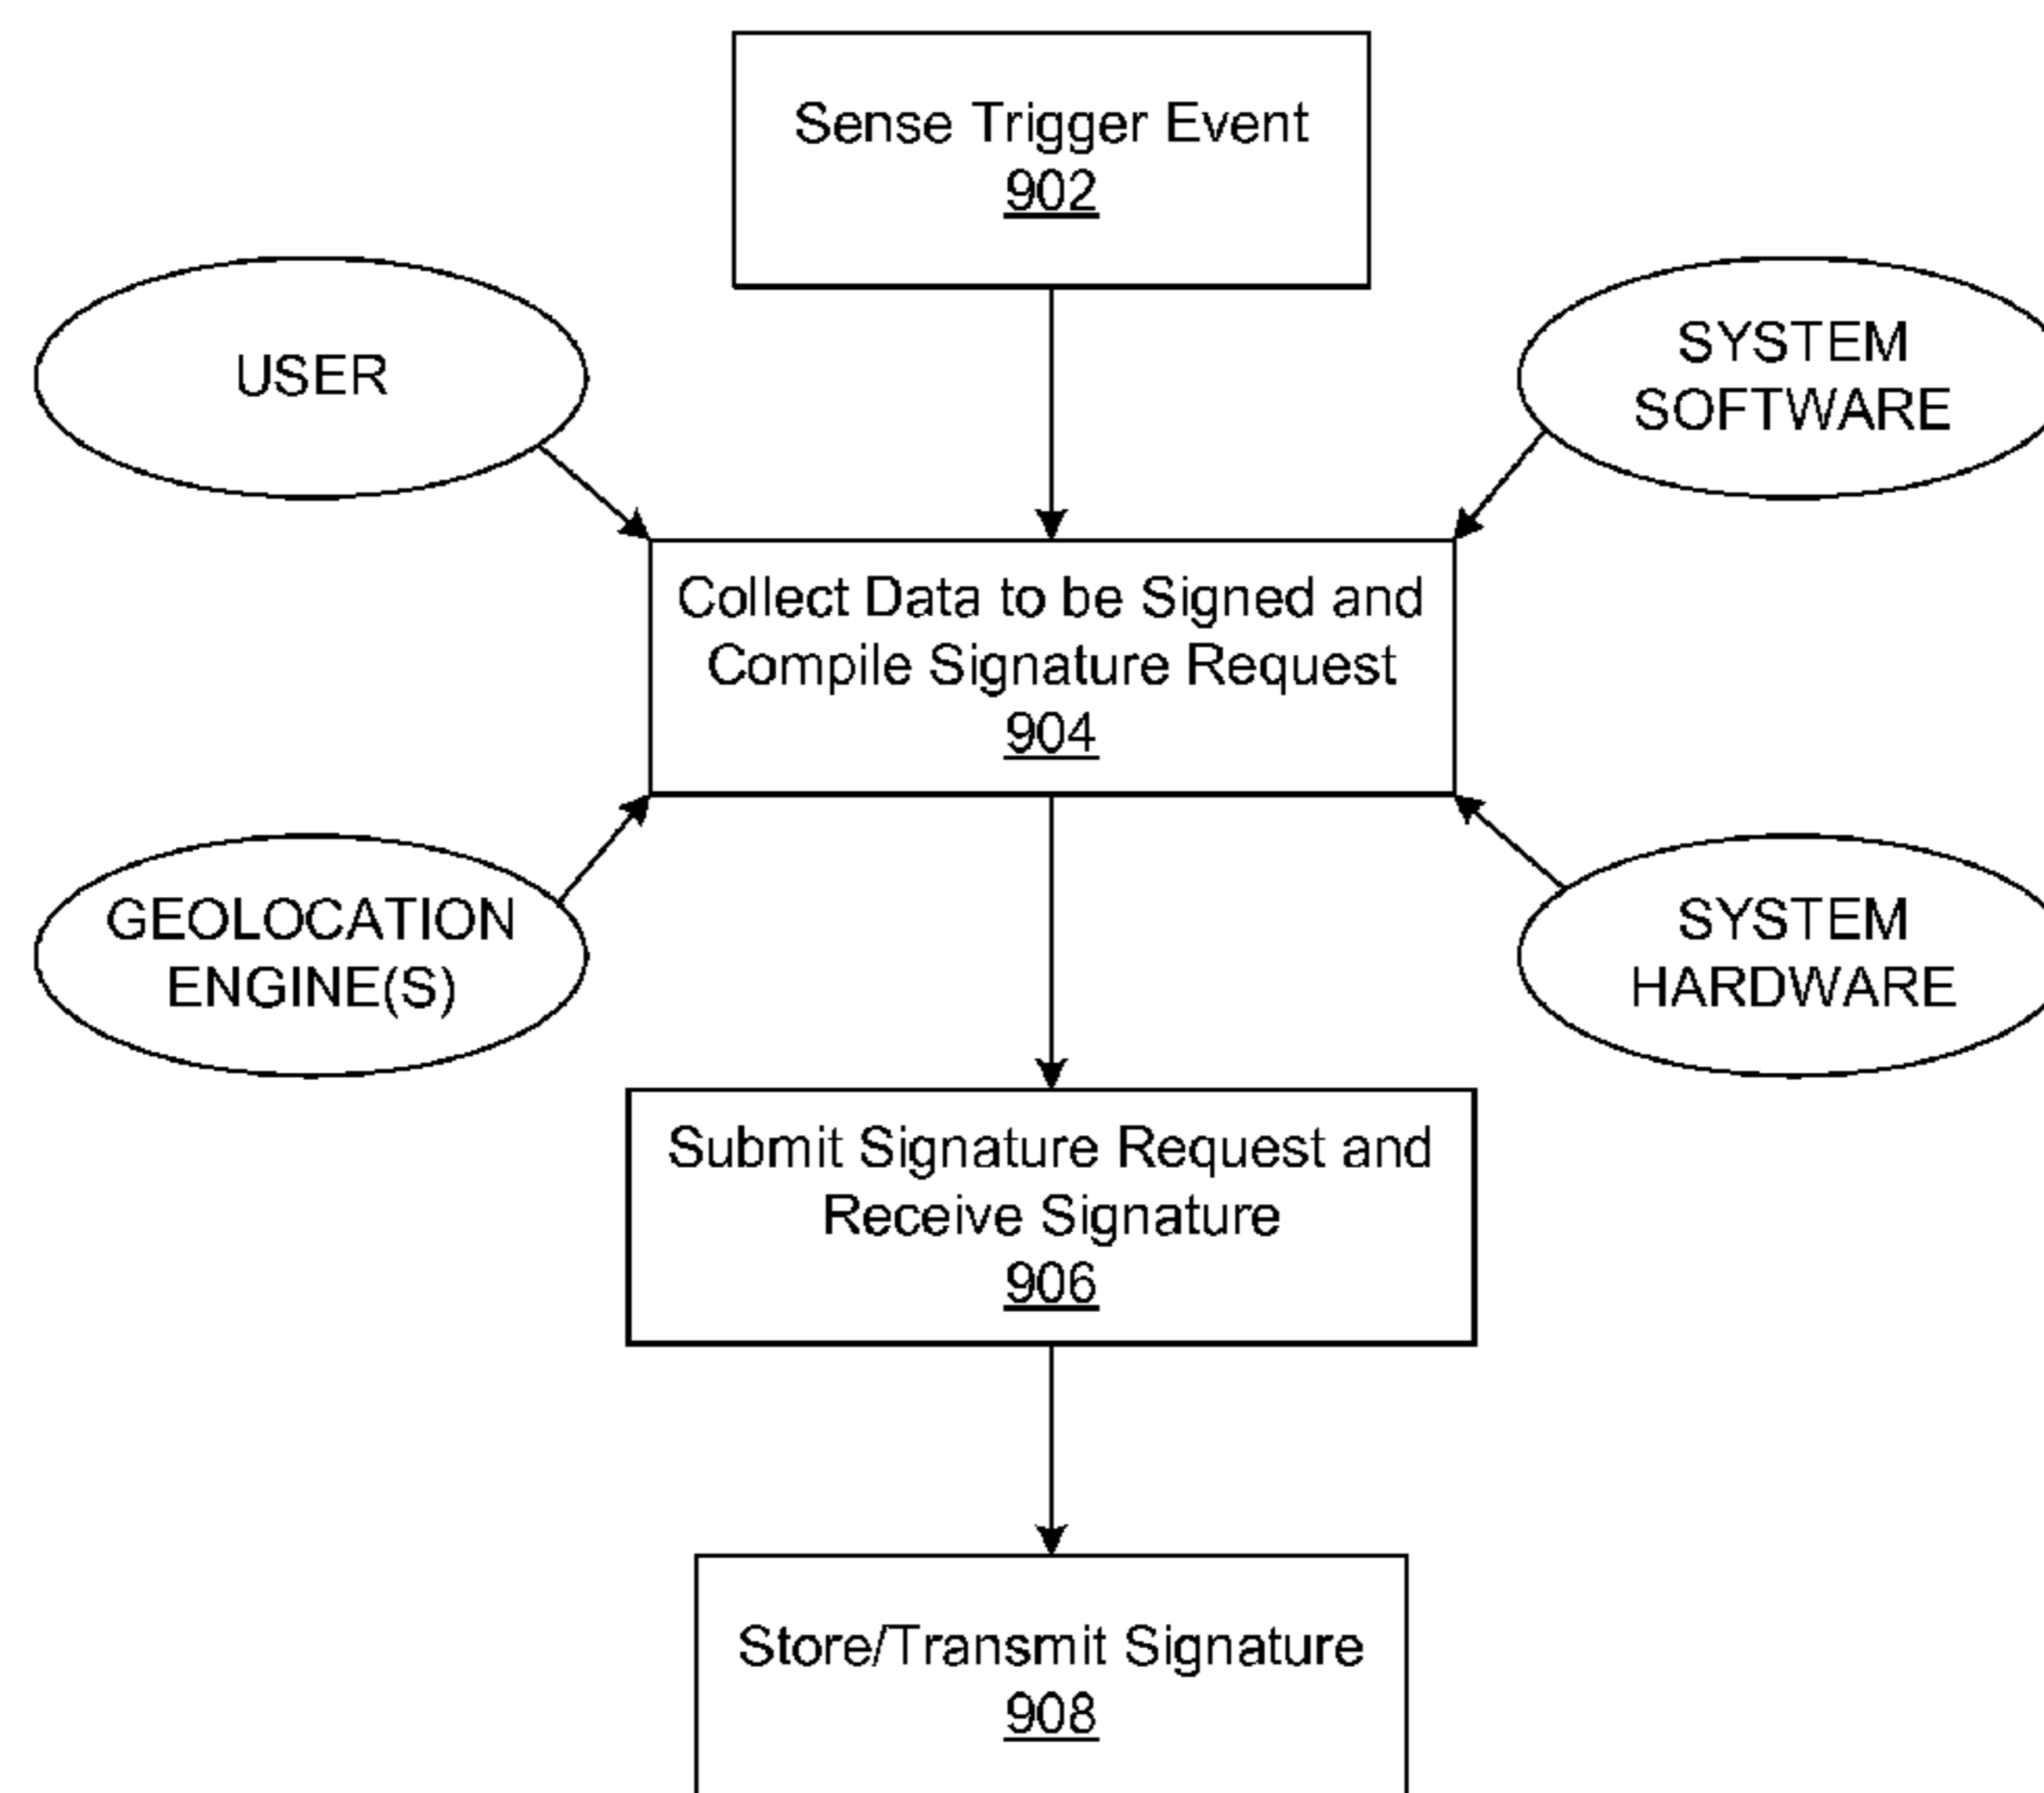 Sense Trigger Event
902
USER
SYSTEM
SOFTWARE
Collect Data to be Signed and
Compile Signature Request
904
GEOLOCATION
ENGINE(S)
SYSTEM
HARDWARE
Submit Signature Request and
Receive Signature
906
Store/Transmit Signature
908